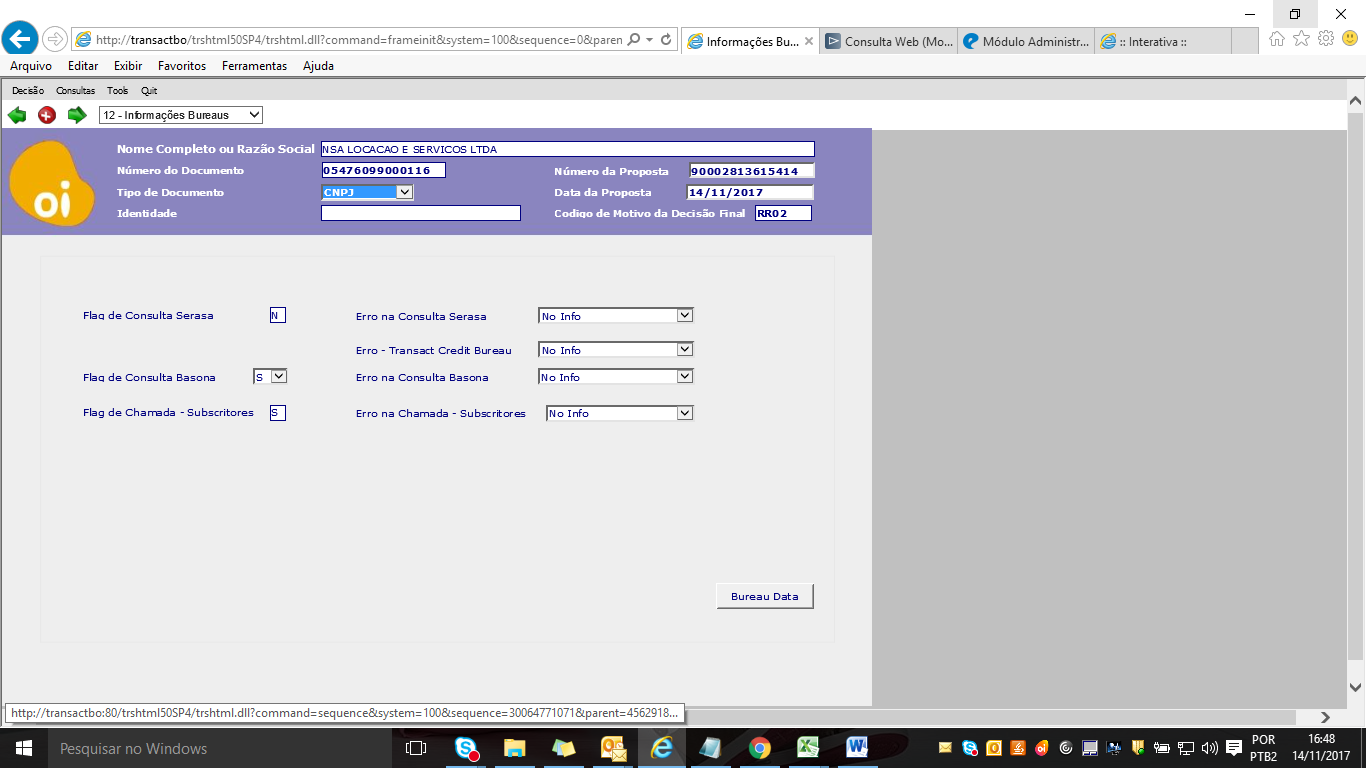 http://transactbo/trshtml50SP4/trshtml.dll?command=frameinit&system=100&sequence=0&paren
Informações Bu...
Consulta Web (Mo...
Módulo Administr...
:: Interativa ::
Arquivo Editar Exibir Favoritos Ferramentas Ajuda
Decisão Consultas Tools Quit
12 - Informações Bureaus
oi
Nome Completo ou Razão Social NSA LOCACAO E SERVICOS LTDA
Número do Documento 05476099000116 Número da Proposta 90002813615414
Tipo de Documento CNPJ Data da Proposta 14/11/2017
Identidade Codigo de Motivo da Decisão Final RR02
Flag de Consulta Serasa N Erro na Consulta Serasa No Info
Erro - Transact Credit Bureau No Info
Flag de Consulta Basona S Erro na Consulta Basona No Info
Flag de Chamada - Subscritores S Erro na Chamada - Subscritores No Info
Bureau Data
http://transactbo:80/trshtml50SP4/trshtml.dll?command=sequence&system=100&sequence=30064771071&parent=4562918...
Pesquisar no Windows
POR 16:48
PTB2 14/11/2017